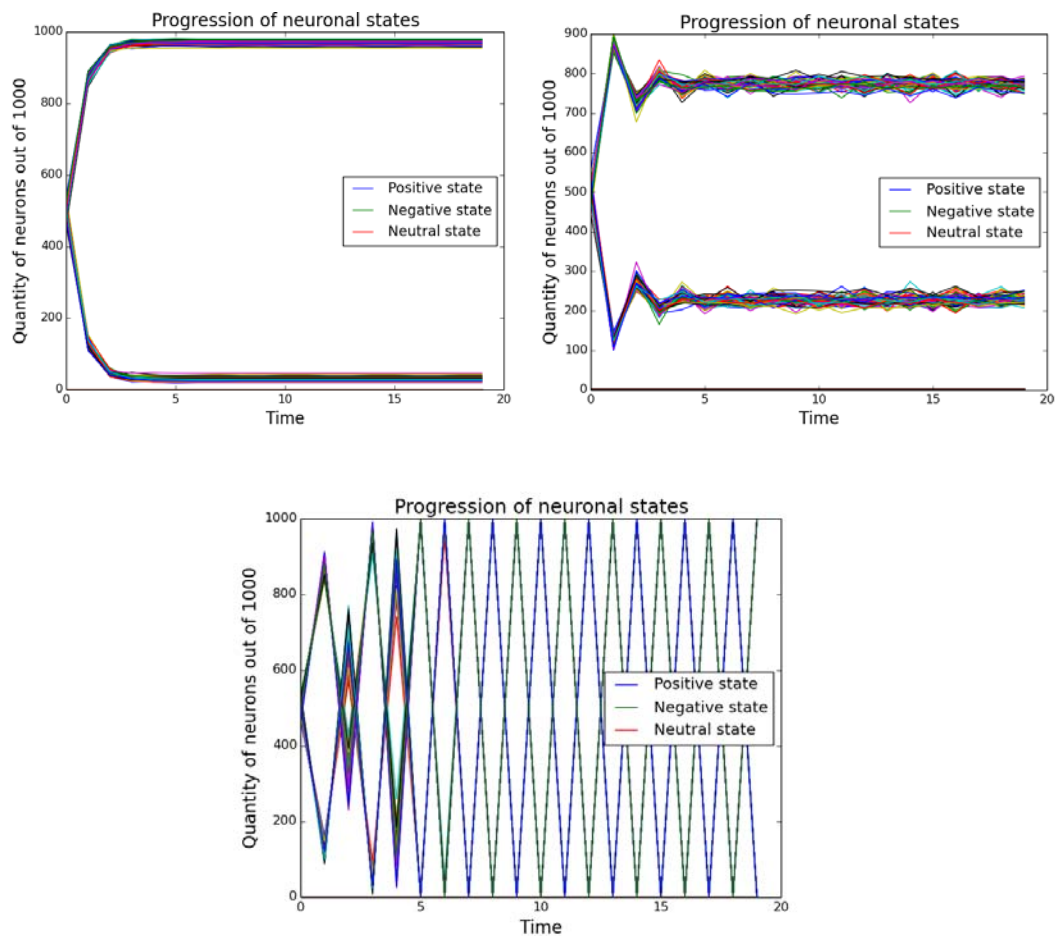 Progression of neuronal states
Quantity of neurons out of 1000
1000
800
600
400
200
0
Positive state
Negative state
Neutral state
0 5 10 15 20
Time
Progression of neuronal states
Quantity of neurons out of 1000
900
800
700
600
500
400
300
200
100
0
Positive state
Negative state
Neutral state
0 5 10 15 20
Time
Progression of neuronal states
Quantity of neurons out of 1000
1000
800
600
400
200
0
Positive state
Negative state
Neutral state
0 5 10 15 20
Time